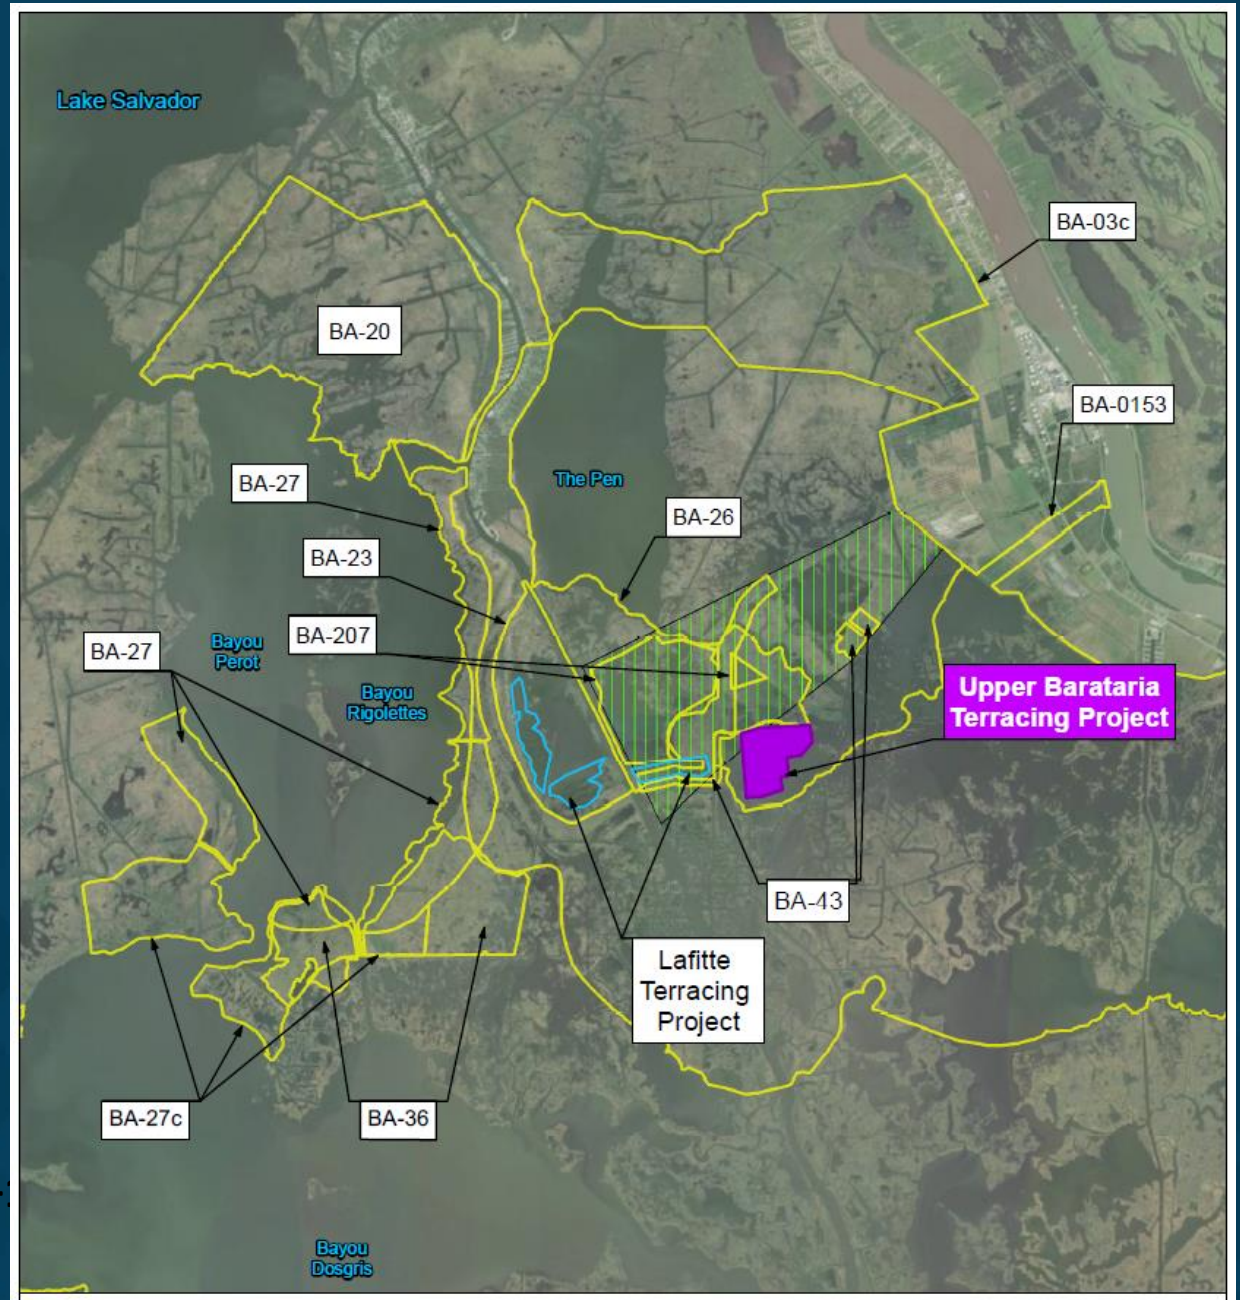 Lake Salvador
BA-03c
BA-20
BA-0153
BA-27
The Pen
BA-26
BA-23
BA-207
BA-27
Bayou
Perot
Bayou
Rigolettes
Upper Barataria
Terracing Project
BA-43
Lafitte
Terracing
Project
BA-27c
BA-36
Bayou
Dosgris